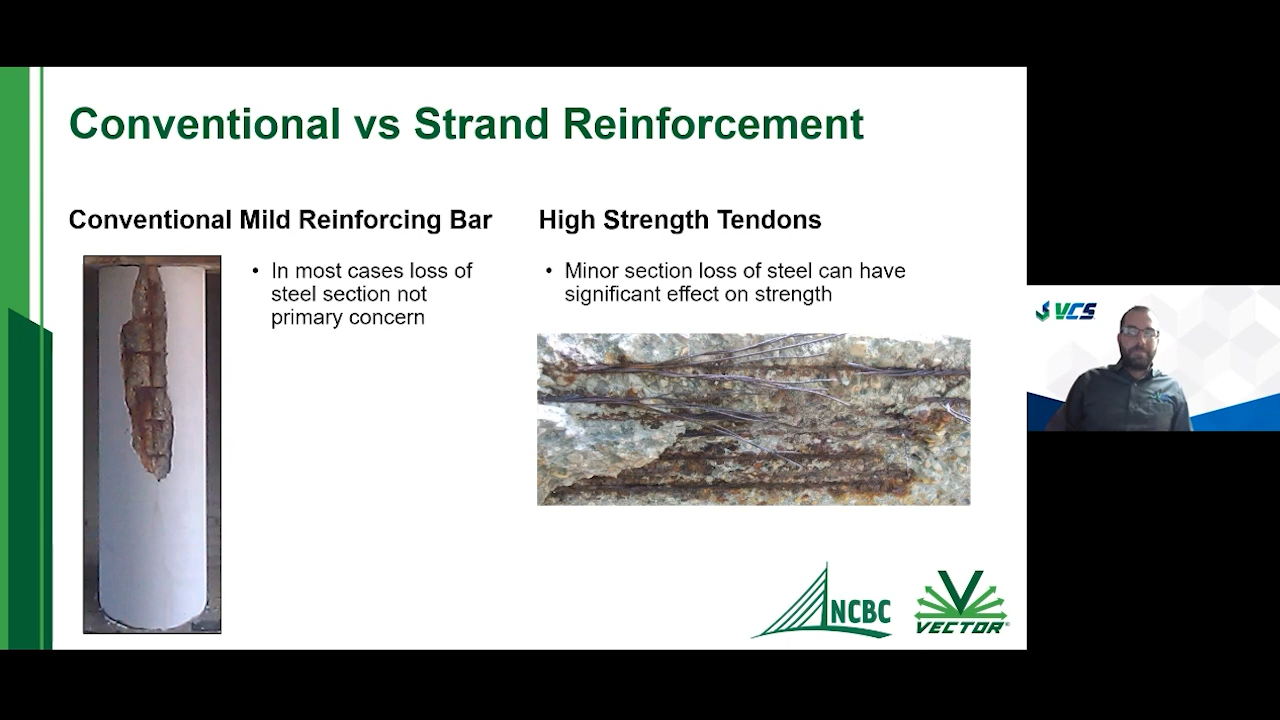 Conventional vs Strand Reinforcement
Conventional Mild Reinforcing Bar
• In most cases loss of
steel section not
primary concern
High Strength Tendons
• Minor section loss of steel can have
significant effect on strength
VCS
NCBC
VECTOR®